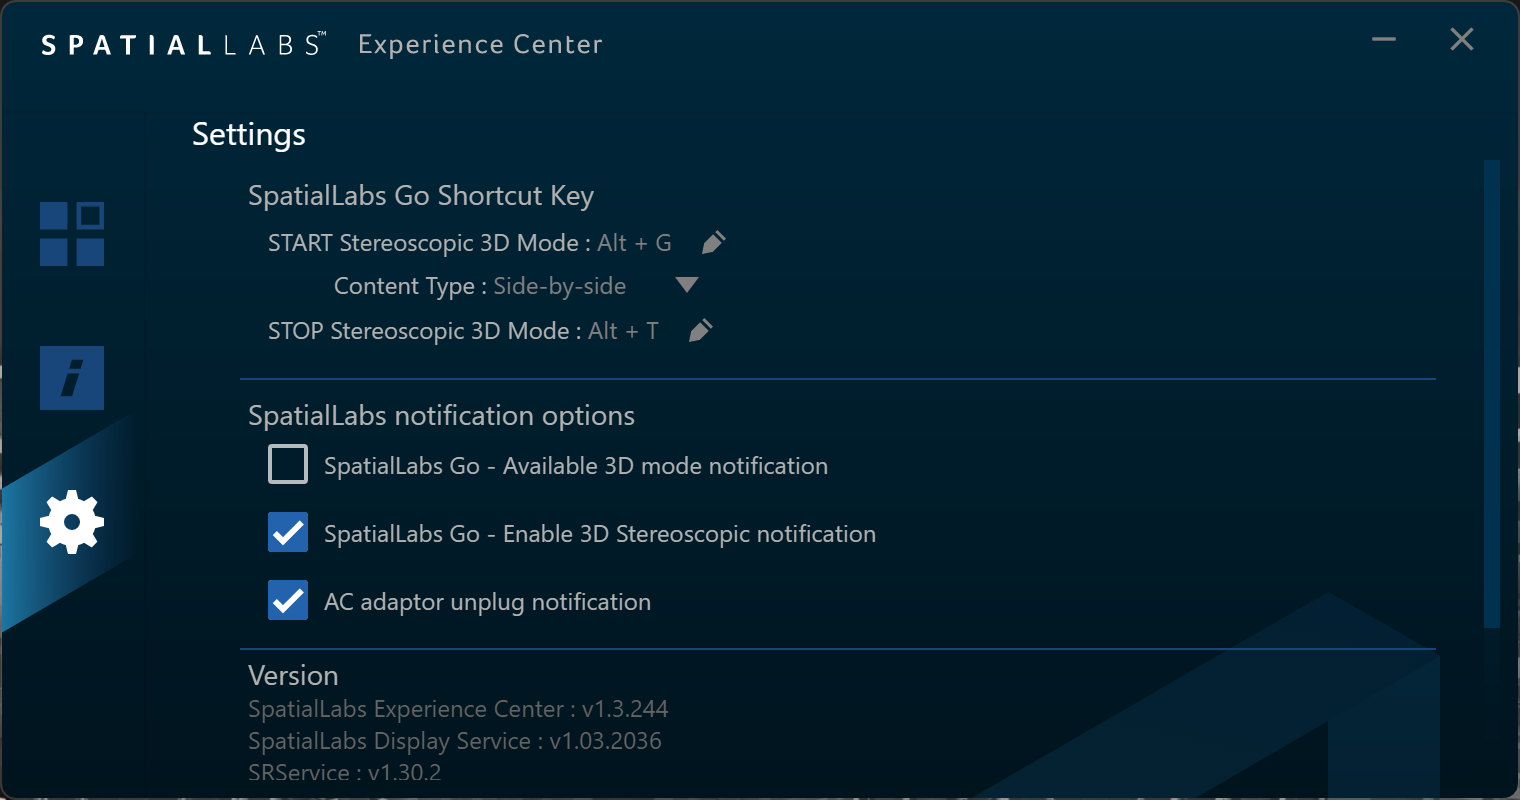 SPATIALLABS™ Experience Center
Settings
SpatialLabs Go Shortcut Key
START Stereoscopic 3D Mode : Alt + G
Content Type : Side-by-side
STOP Stereoscopic 3D Mode : Alt + T
SpatialLabs notification options
SpatialLabs Go - Available 3D mode notification
SpatialLabs Go - Enable 3D Stereoscopic notification
AC adaptor unplug notification
Version
SpatialLabs Experience Center : v1.3.244
SpatialLabs Display Service : v1.03.2036
SRService : v1.30.2